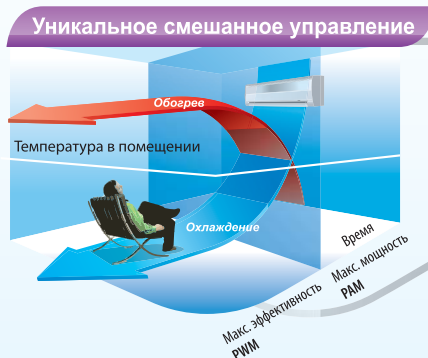 Уникальное смешанное управление
Обогрев
Температура в помещении
Охлаждение
Время
Макс. мощность
PAM
Макс. эффективность
PWM